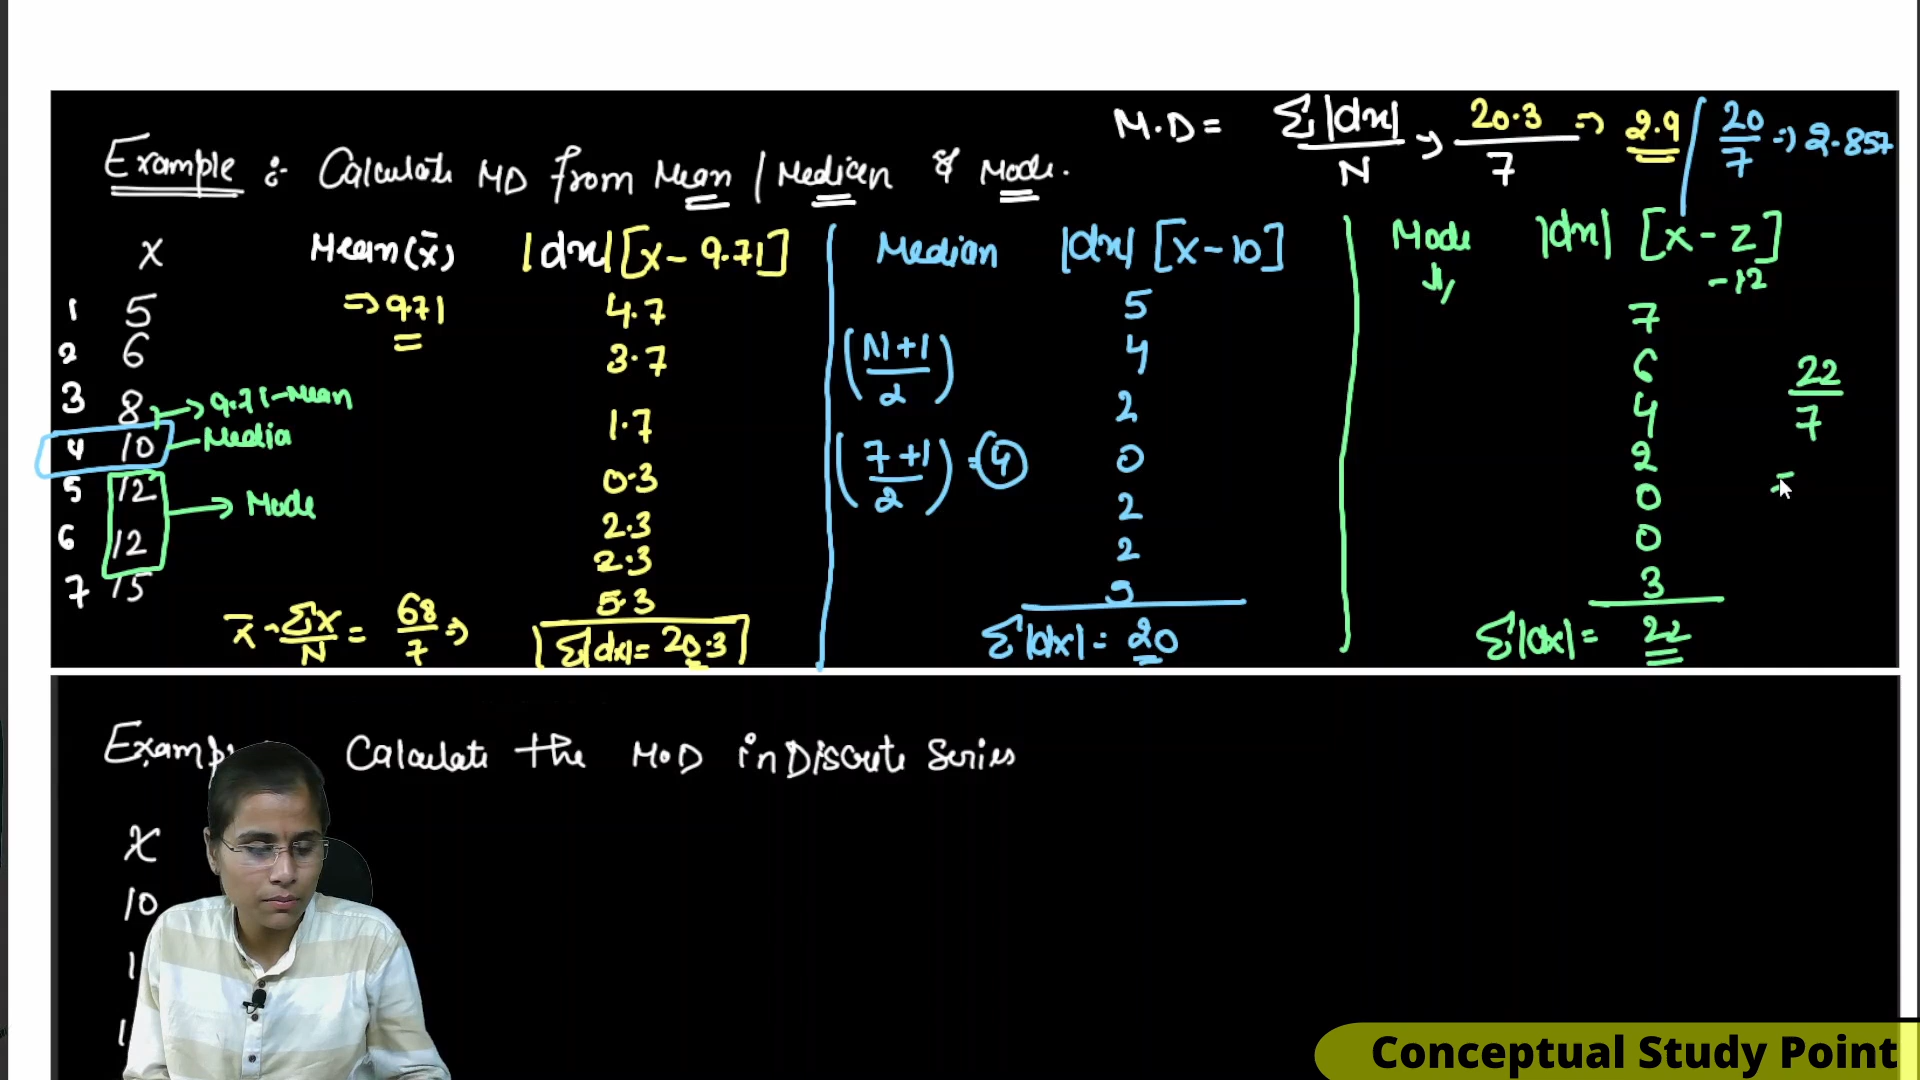 M.D = Σ|dx| / N → 20.3 / 7 ⇒ 2.9 / 20/7 ⇒ 2.857
Example :- Calculate MD from Mean / Median & Mode.
x Mean (x̄) |dx| [x - 9.71] Median |dx| [x-10] Mode |dx| [x - z]
-12
1 5 ⇒ 9.71 4.7 5 7
2 6 3.7 (N+1 / 2) 4 6 22/7
3 8 → 9.71-Mean 1.7 2 4 =
4 10 - Media 0.3 (7+1 / 2) = 4 0 2
5 12 → Mode 2.3 2 0
6 12 2.3 2 0
7 15 5.3 5 3
x̄ - Σx/N = 68/7 ⇒ Σ|dx| = 20.3 Σ|dx| = 20 Σ|dx| = 22
Calculate the M.D in Discrete Series
X
10
1
1
Conceptual Study Point